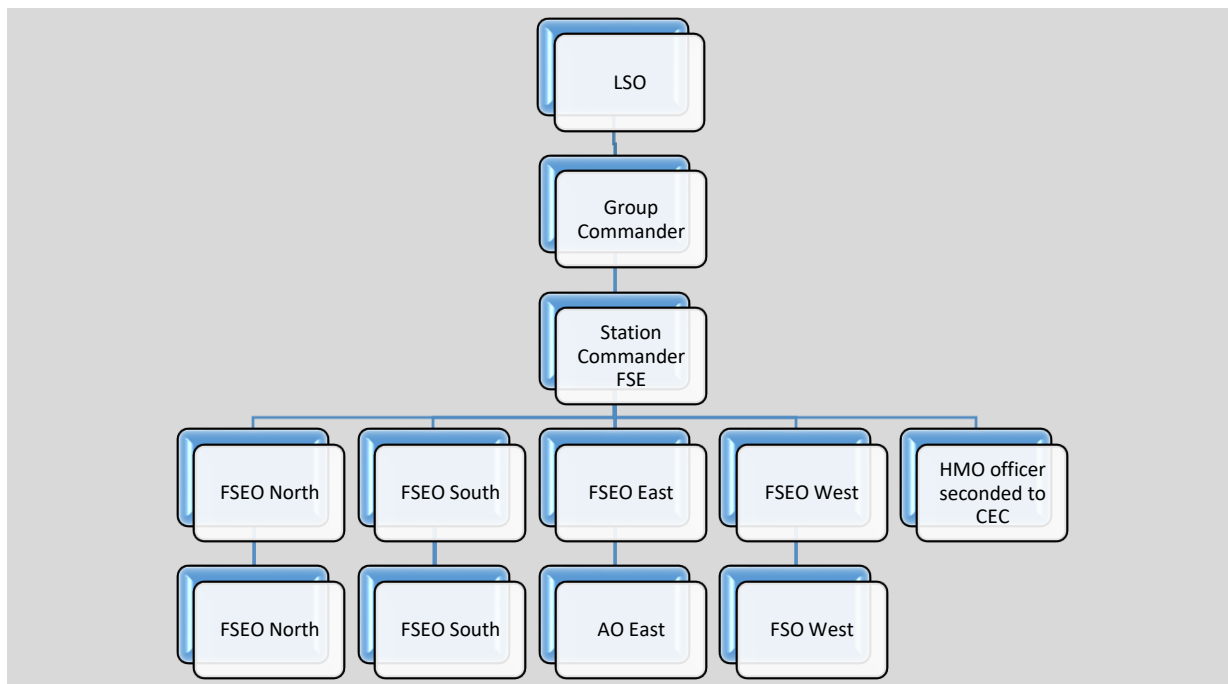 LSO
Group
Commander
Station
Commander
FSE
FSEO North
FSEO South
FSEO East
FSEO West
HMO officer
seconded to
CEC
FSEO North
FSEO South
AO East
FSO West